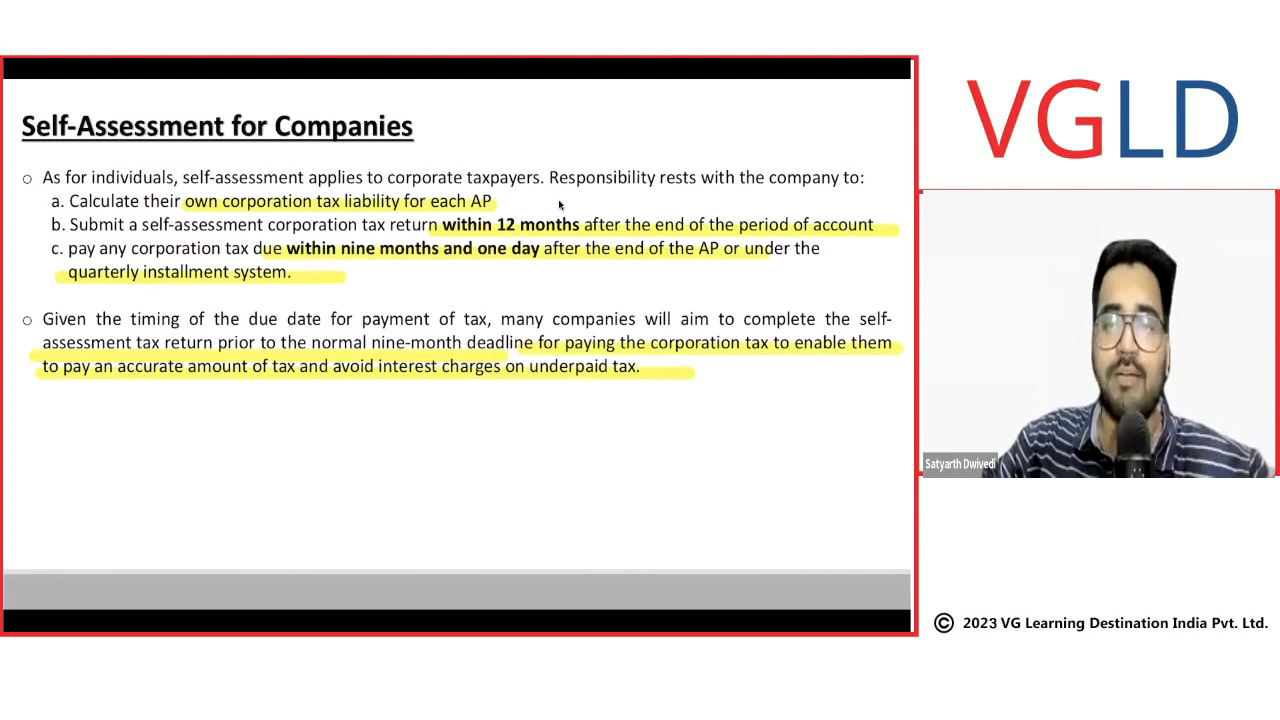 Self-Assessment for Companies
○ As for individuals, self-assessment applies to corporate taxpayers. Responsibility rests with the company to:
a. Calculate their own corporation tax liability for each AP
b. Submit a self-assessment corporation tax return within 12 months after the end of the period of account
c. pay any corporation tax due within nine months and one day after the end of the AP or under the
quarterly installment system.
○ Given the timing of the due date for payment of tax, many companies will aim to complete the self-
assessment tax return prior to the normal nine-month deadline for paying the corporation tax to enable them
to pay an accurate amount of tax and avoid interest charges on underpaid tax.
VGLD
Satyarth Dwivedi
© 2023 VG Learning Destination India Pvt. Ltd.